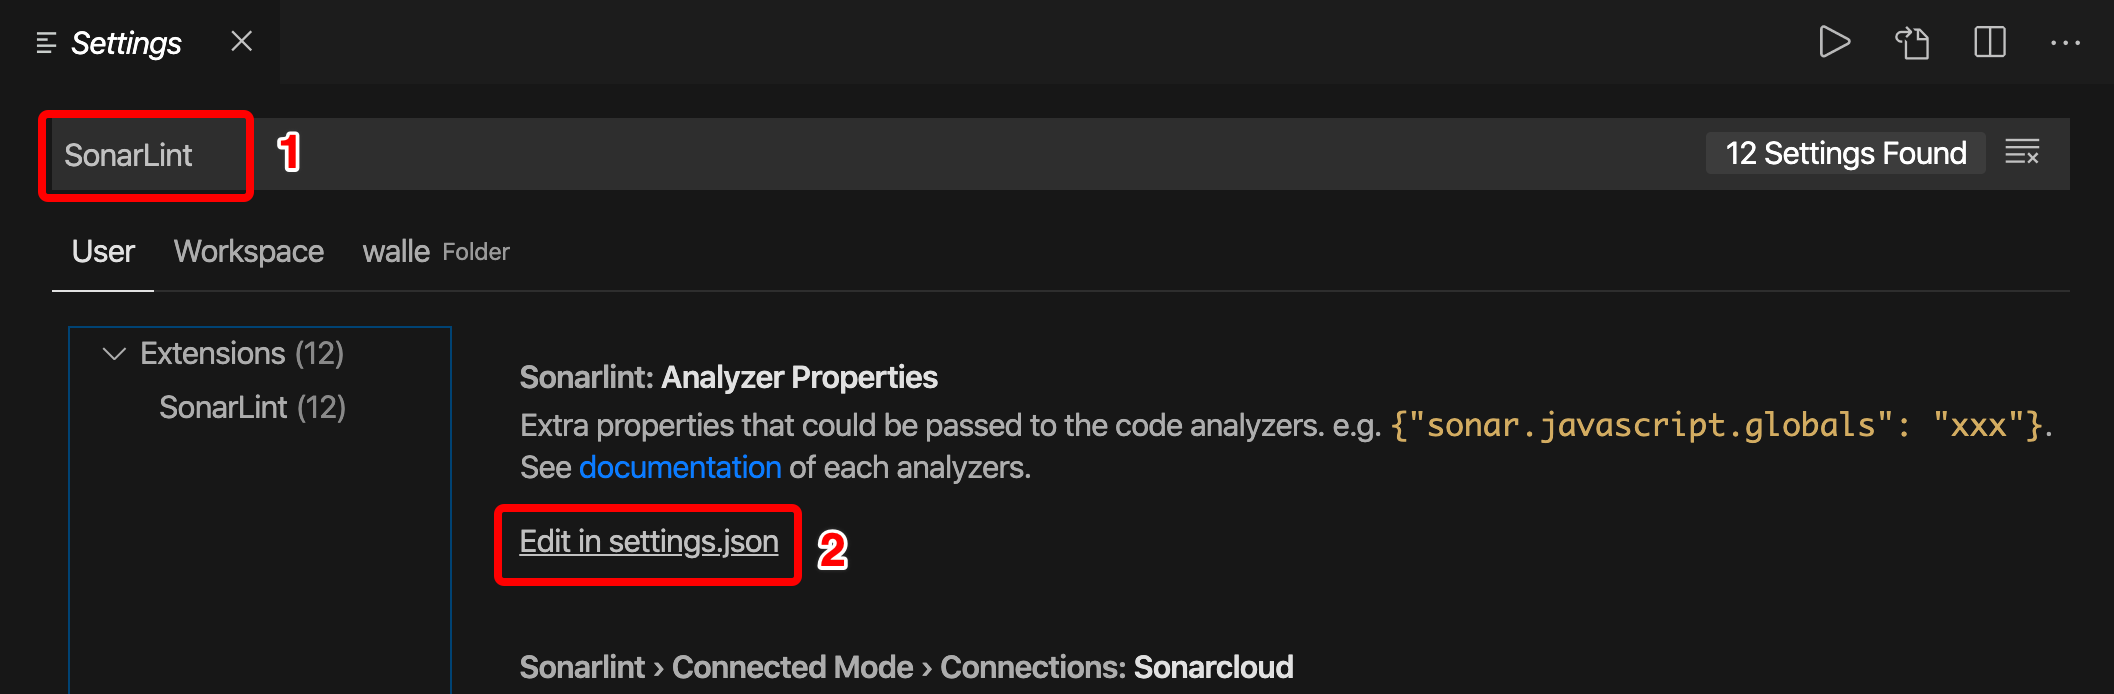 Settings
SonarLint 1 12 Settings Found
User Workspace walle Folder
Extensions (12)
SonarLint (12)
Sonarlint: Analyzer Properties
Extra properties that could be passed to the code analyzers. e.g. {"sonar.javascript.globals": "xxx"}.
See documentation of each analyzers.
Edit in settings.json 2
Sonarlint › Connected Mode › Connections: Sonarcloud